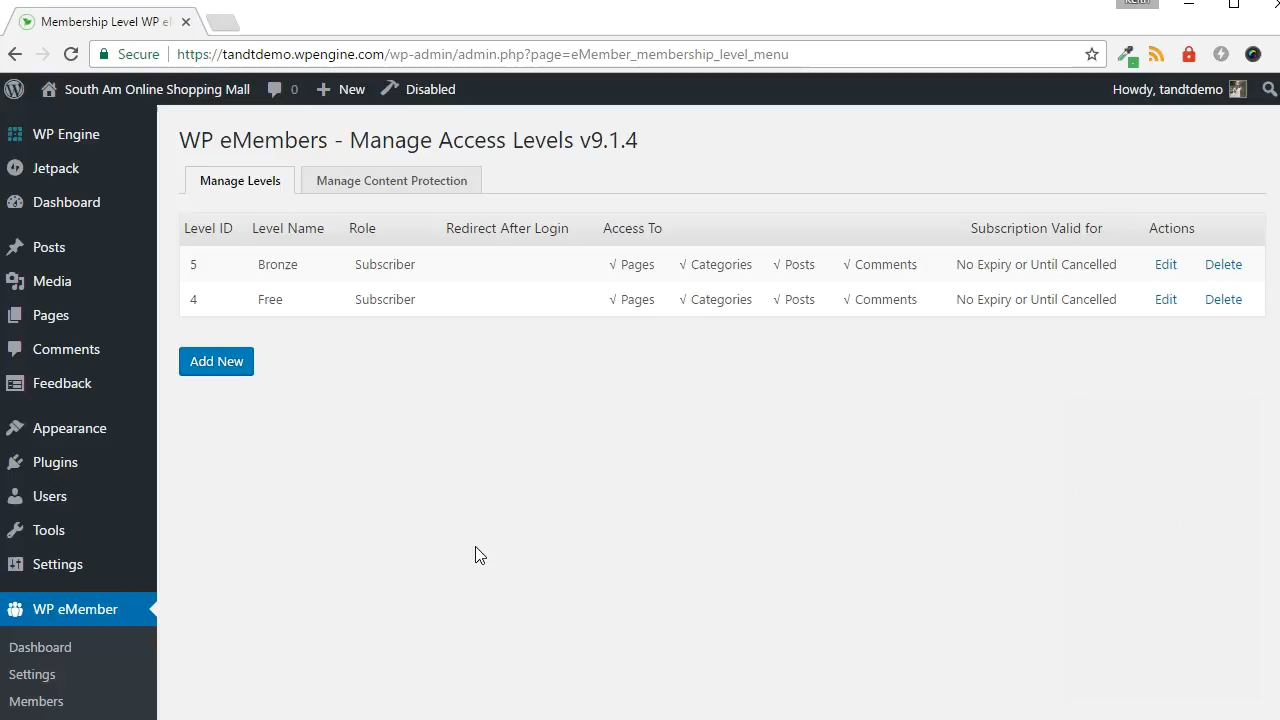 Membership Level WP e
Secure https://tandtdemo.wpengine.com/wp-admin/admin.php?page=eMember_membership_level_menu
South Am Online Shopping Mall 0 New Disabled Howdy, tandtdemo
WP Engine
Jetpack
Dashboard
Posts
Media
Pages
Comments
Feedback
Appearance
Plugins
Users
Tools
Settings
WP eMember
Dashboard
Settings
Members
WP eMembers - Manage Access Levels v9.1.4
Manage Levels Manage Content Protection
Level ID Level Name Role Redirect After Login Access To Subscription Valid for Actions
5 Bronze Subscriber √ Pages √ Categories √ Posts √ Comments No Expiry or Until Cancelled Edit Delete
4 Free Subscriber √ Pages √ Categories √ Posts √ Comments No Expiry or Until Cancelled Edit Delete
Add New